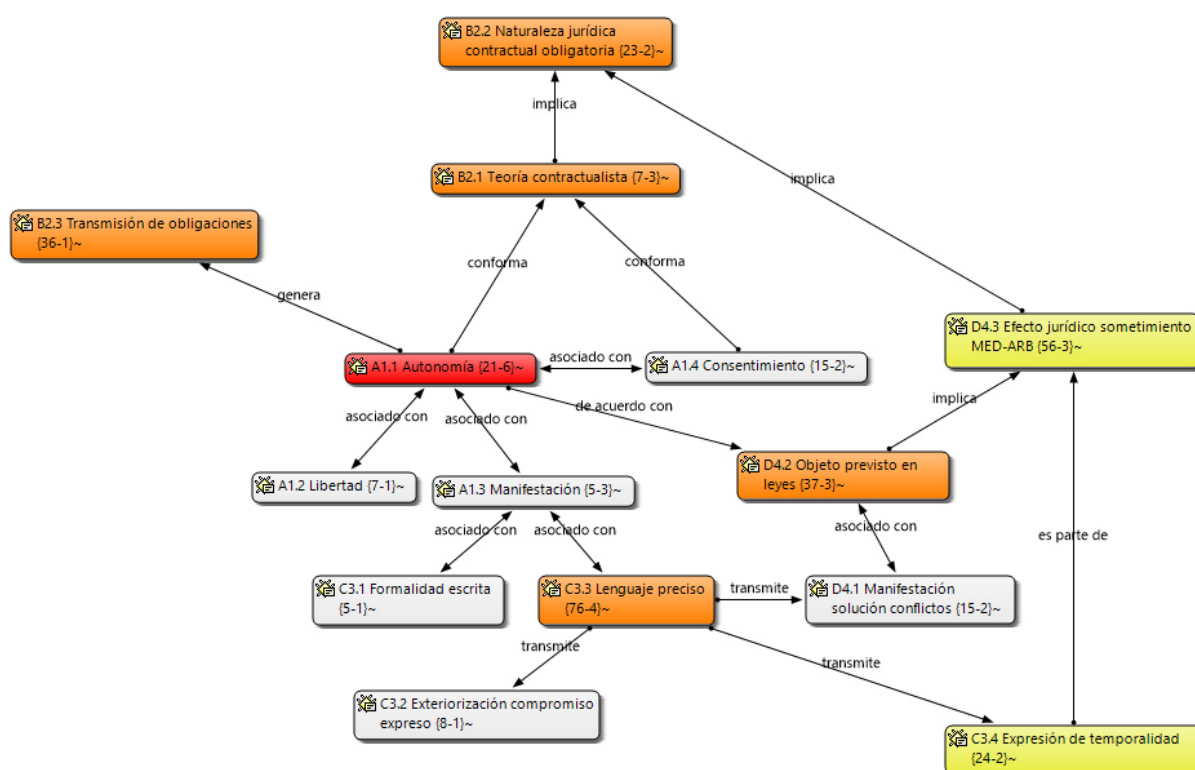 B2.2 Naturaleza jurídica
contractual obligatoria {23-2}~
implica
B2.1 Teoría contractualista {7-3}~
implica
B2.3 Transmisión de obligaciones
{36-1}~
conforma
conforma
genera
D4.3 Efecto jurídico sometimiento
MED-ARB {56-3}~
asociado con
A1.1 Autonomía {21-6}~
A1.4 Consentimiento {15-2}~
implica
de acuerdo con
asociado con
asociado con
D4.2 Objeto previsto en
leyes {37-3}~
A1.2 Libertad {7-1}~
A1.3 Manifestación {5-3}~
asociado con
asociado con
asociado con
es parte de
C3.1 Formalidad escrita
{5-1}~
C3.3 Lenguaje preciso
{76-4}~
transmite
D4.1 Manifestación
solución conflictos {15-2}~
transmite
transmite
C3.2 Exteriorización compromiso
expreso {8-1}~
C3.4 Expresión de temporalidad
{24-2}~